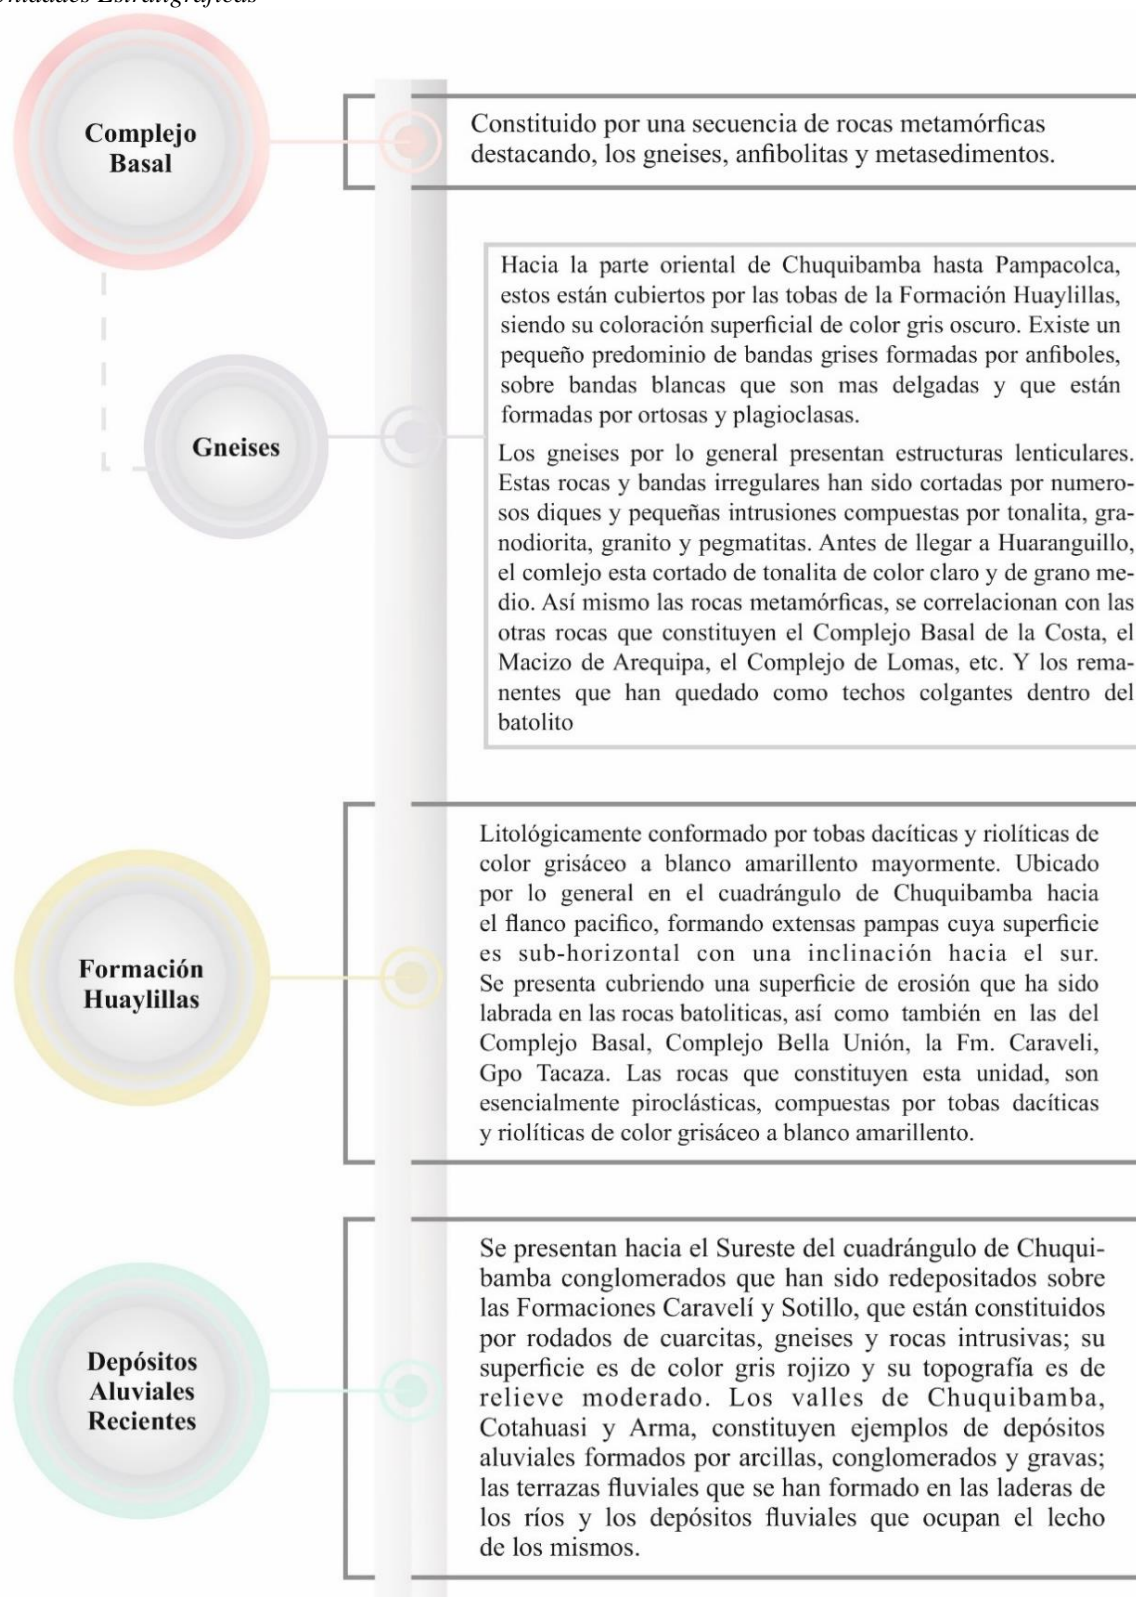 Unidades Estratigráficas
Complejo
Basal
Constituido por una secuencia de rocas metamórficas
destacando, los gneises, anfibolitas y metasedimentos.
Gneises
Hacia la parte oriental de Chuquibamba hasta Pampacolca,
estos están cubiertos por las tobas de la Formación Huaylillas,
siendo su coloración superficial de color gris oscuro. Existe un
pequeño predominio de bandas grises formadas por anfiboles,
sobre bandas blancas que son mas delgadas y que están
formadas por ortosas y plagioclasas.
Los gneises por lo general presentan estructuras lenticulares.
Estas rocas y bandas irregulares han sido cortadas por numero-
sos diques y pequeñas intrusiones compuestas por tonalita, gra-
nodiorita, granito y pegmatitas. Antes de llegar a Huaranguillo,
el comlejo esta cortado de tonalita de color claro y de grano me-
dio. Así mismo las rocas metamórficas, se correlacionan con las
otras rocas que constituyen el Complejo Basal de la Costa, el
Macizo de Arequipa, el Complejo de Lomas, etc. Y los rema-
nentes que han quedado como techos colgantes dentro del
batolito
Formación
Huaylillas
Litológicamente conformado por tobas dacíticas y riolíticas de
color grisáceo a blanco amarillento mayormente. Ubicado
por lo general en el cuadrángulo de Chuquibamba hacia
el flanco pacifico, formando extensas pampas cuya superficie
es sub-horizontal con una inclinación hacia el sur.
Se presenta cubriendo una superficie de erosión que ha sido
labrada en las rocas batoliticas, así como también en las del
Complejo Basal, Complejo Bella Unión, la Fm. Caraveli,
Gpo Tacaza. Las rocas que constituyen esta unidad, son
esencialmente piroclásticas, compuestas por tobas dacíticas
y riolíticas de color grisáceo a blanco amarillento.
Depósitos
Aluviales
Recientes
Se presentan hacia el Sureste del cuadrángulo de Chuqui-
bamba conglomerados que han sido redepositados sobre
las Formaciones Caravelí y Sotillo, que están constituidos
por rodados de cuarcitas, gneises y rocas intrusivas; su
superficie es de color gris rojizo y su topografía es de
relieve moderado. Los valles de Chuquibamba,
Cotahuasi y Arma, constituyen ejemplos de depósitos
aluviales formados por arcillas, conglomerados y gravas;
las terrazas fluviales que se han formado en las laderas de
los ríos y los depósitos fluviales que ocupan el lecho
de los mismos.